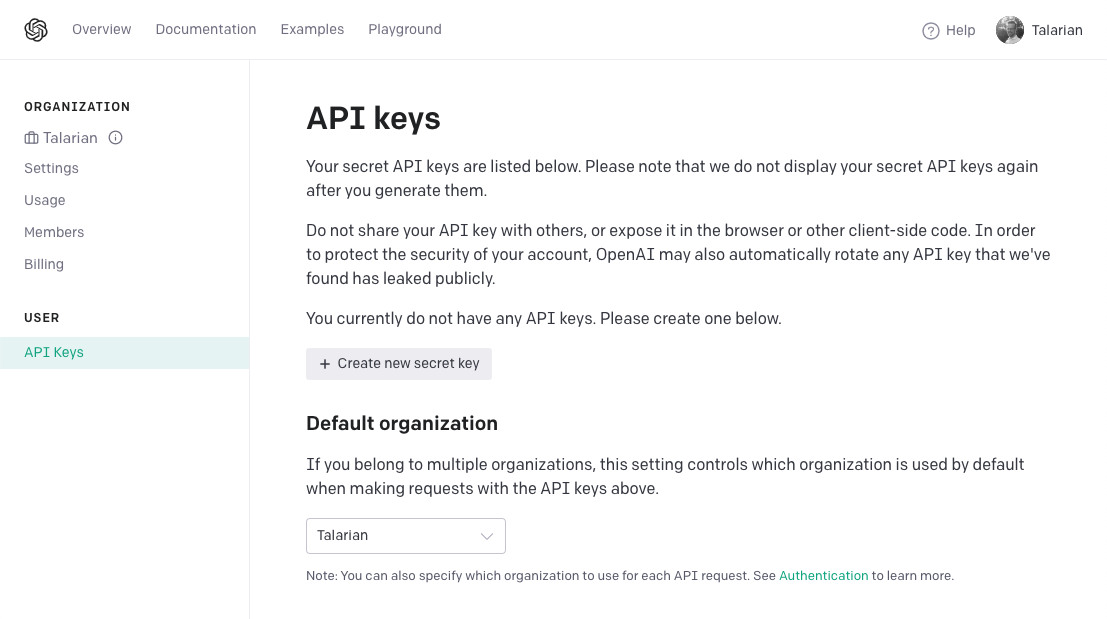 Overview Documentation Examples Playground Help Talarian
ORGANIZATION
Talarian
Settings
Usage
Members
Billing
USER
API Keys
API keys
Your secret API keys are listed below. Please note that we do not display your secret API keys again
after you generate them.
Do not share your API key with others, or expose it in the browser or other client-side code. In order
to protect the security of your account, OpenAI may also automatically rotate any API key that we've
found has leaked publicly.
You currently do not have any API keys. Please create one below.
+ Create new secret key
Default organization
If you belong to multiple organizations, this setting controls which organization is used by default
when making requests with the API keys above.
Talarian
Note: You can also specify which organization to use for each API request. See Authentication to learn more.